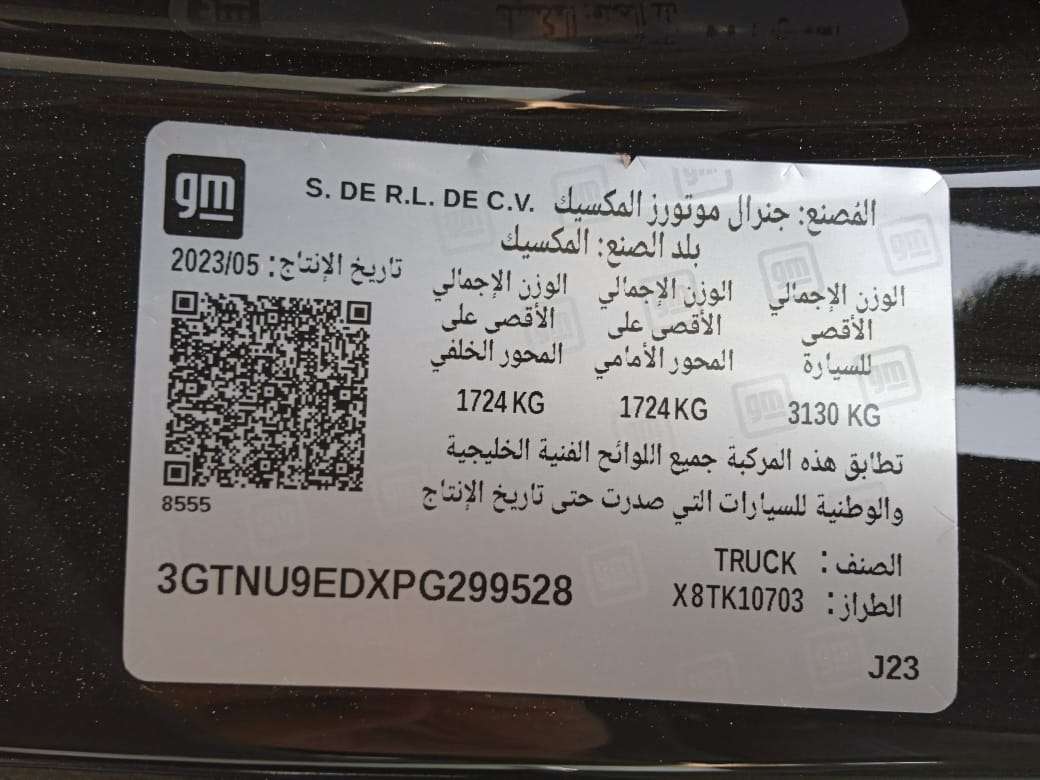 gm
المُصنع: جنرال موتورز المكسيك S. DE R.L. DE C.V.
بلد الصنع: المكسيك
تاريخ الإنتاج: 2023/05
الوزن الإجمالي الوزن الإجمالي الوزن الإجمالي
الأقصى الأقصى على الأقصى على
للسيارة المحور الأمامي المحور الخلفي
3130 KG 1724 KG 1724 KG
تطابق هذه المركبة جميع اللوائح الفنية الخليجية
والوطنية للسيارات التي صدرت حتى تاريخ الإنتاج
8555
الصنف: TRUCK
الطراز: X8TK10703
3GTNU9EDXPG299528
J23